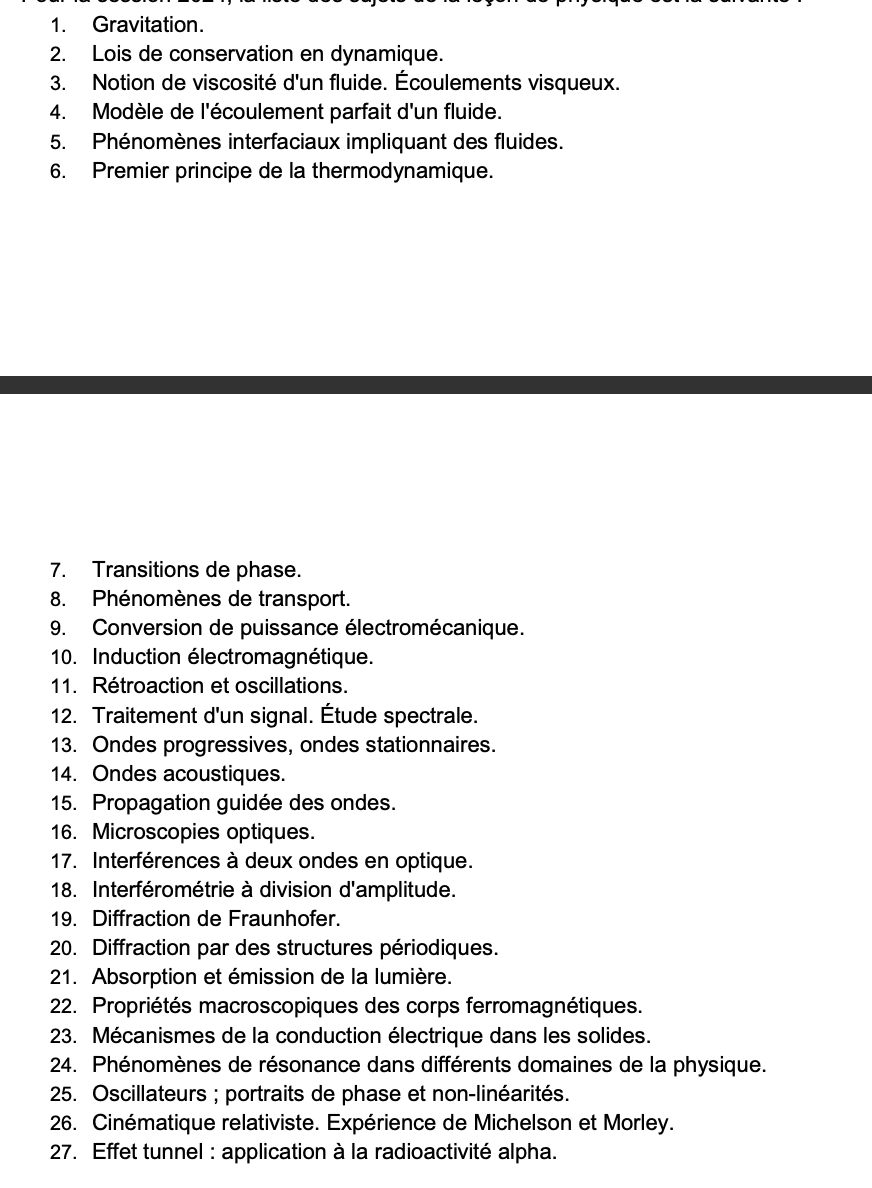 1. Gravitation.
2. Lois de conservation en dynamique.
3. Notion de viscosité d'un fluide. Écoulements visqueux.
4. Modèle de l'écoulement parfait d'un fluide.
5. Phénomènes interfaciaux impliquant des fluides.
6. Premier principe de la thermodynamique.
7. Transitions de phase.
8. Phénomènes de transport.
9. Conversion de puissance électromécanique.
10. Induction électromagnétique.
11. Rétroaction et oscillations.
12. Traitement d'un signal. Étude spectrale.
13. Ondes progressives, ondes stationnaires.
14. Ondes acoustiques.
15. Propagation guidée des ondes.
16. Microscopies optiques.
17. Interférences à deux ondes en optique.
18. Interférométrie à division d'amplitude.
19. Diffraction de Fraunhofer.
20. Diffraction par des structures périodiques.
21. Absorption et émission de la lumière.
22. Propriétés macroscopiques des corps ferromagnétiques.
23. Mécanismes de la conduction électrique dans les solides.
24. Phénomènes de résonance dans différents domaines de la physique.
25. Oscillateurs ; portraits de phase et non-linéarités.
26. Cinématique relativiste. Expérience de Michelson et Morley.
27. Effet tunnel : application à la radioactivité alpha.